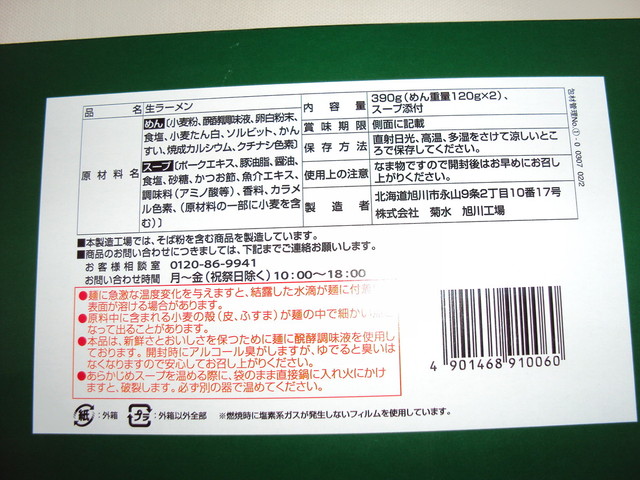 品名 生ラーメン
原材料名
めん〔小麦粉、醗酵調味液、卵白粉末、
食塩、小麦たん白、ソルビット、かん
すい、焼成カルシウム、クチナシ色素〕
スープ〔ポークエキス、豚油脂、醤油、
食塩、砂糖、かつお節、魚介エキス、
調味料(アミノ酸等)、香料、カラメ
ル色素、(原材料の一部に小麦を含
む)〕
内容量 390g(めん重量120g×2)、
スープ添付
賞味期限 側面に記載
保存方法 直射日光、高温、多湿をさけて涼しいところ
で保存してください。
使用上の注意 なま物ですので開封後はお早めにお召し
上がりください。
製造者 北海道旭川市永山9条2丁目10番17号
株式会社 菊水 旭川工場
包材管理No.①-0 0307 02/2
■本製造工場では、そば粉を含む商品を製造しています。
■商品のお問い合わせにつきましては、下記までご連絡お願いします。
お客様相談室 0120-86-9941
お問い合わせ時間 月〜金(祝祭日除く)10:00〜18:00
●麺に急激な温度変化を与えますと、結露した水滴が麺に付着
表面が溶ける場合があります。
●原料中に含まれる小麦の殻(皮、ふすま)が麺の中で細かい
なって出ることがあります。
●本品は、新鮮さとおいしさを保つために麺に醗酵調味液を使用し
ております。開封時にアルコール臭がしますが、ゆでると臭いは
なくなりますので安心してお召し上がりください。
●あらかじめスープを温める際に、袋のまま直接鍋に入れ火にかけ
ますと、破裂します。必ず別の器で温めてください。
4 901468 910060
紙:外箱 プラ:外箱以外全部 ※燃焼時に塩素系ガスが発生しないフィルムを使用しています。